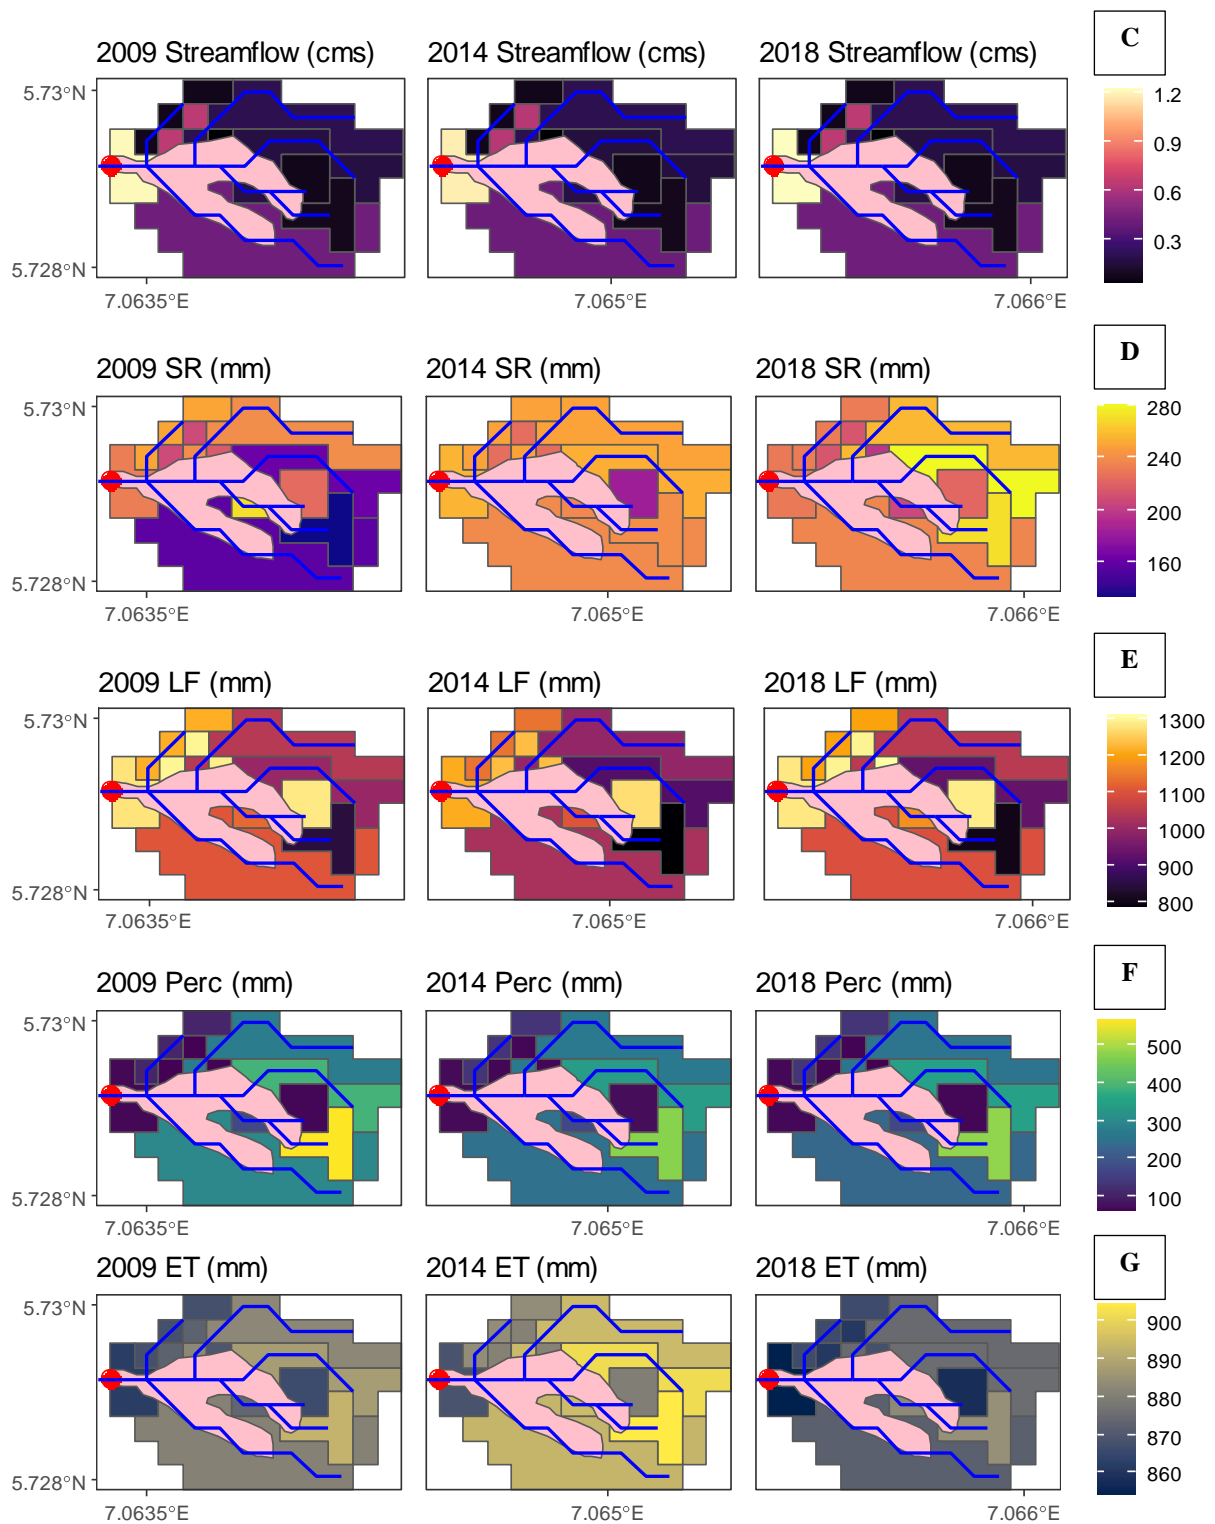 C
2009 Streamflow (cms) 2014 Streamflow (cms) 2018 Streamflow (cms)
5.73°N
5.728°N
7.0635°E 7.065°E 7.066°E
1.2
0.9
0.6
0.3
D
2009 SR (mm) 2014 SR (mm) 2018 SR (mm)
5.73°N
5.728°N
7.0635°E 7.065°E 7.066°E
280
240
200
160
E
2009 LF (mm) 2014 LF (mm) 2018 LF (mm)
5.73°N
5.728°N
7.0635°E 7.065°E 7.066°E
1300
1200
1100
1000
900
800
F
2009 Perc (mm) 2014 Perc (mm) 2018 Perc (mm)
5.73°N
5.728°N
7.0635°E 7.065°E 7.066°E
500
400
300
200
100
G
2009 ET (mm) 2014 ET (mm) 2018 ET (mm)
5.73°N
5.728°N
7.0635°E 7.065°E 7.066°E
900
890
880
870
860